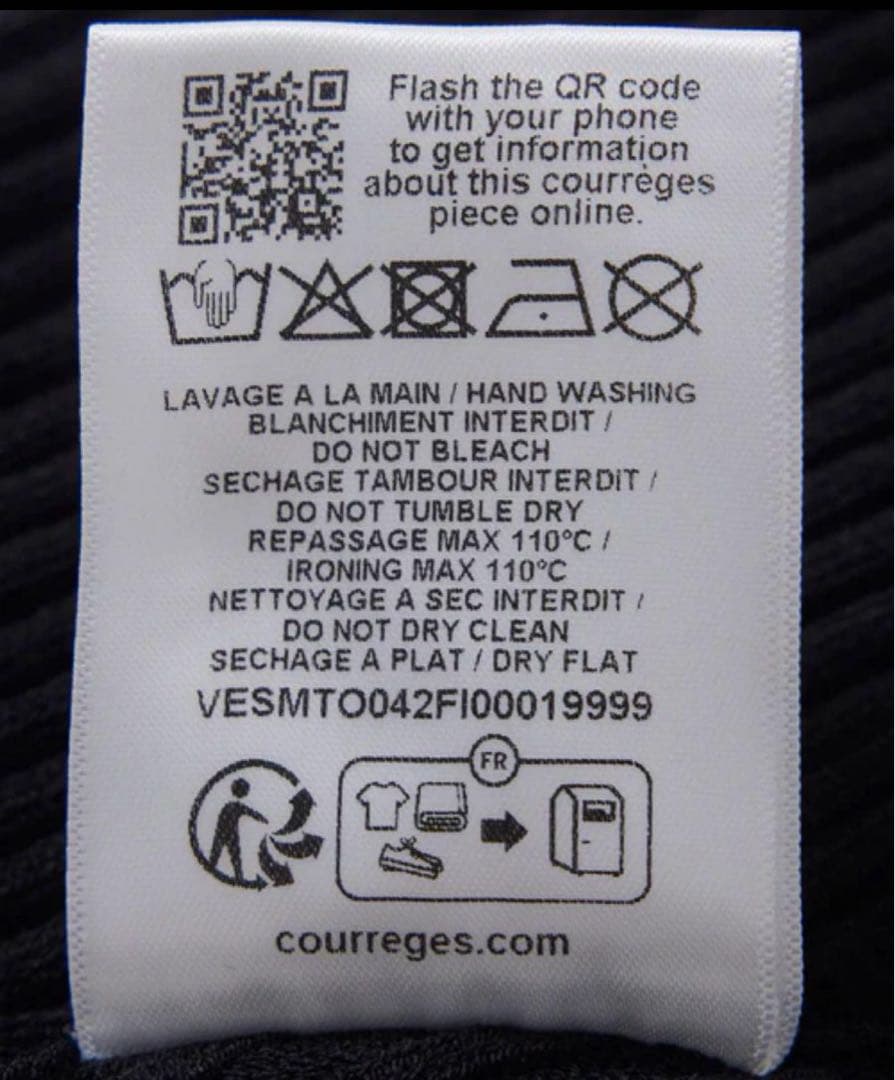 Flash the QR code
with your phone
to get information
about this courrèges
piece online.
LAVAGE A LA MAIN / HAND WASHING
BLANCHIMENT INTERDIT /
DO NOT BLEACH
SECHAGE TAMBOUR INTERDIT /
DO NOT TUMBLE DRY
REPASSAGE MAX 110°C /
IRONING MAX 110°C
NETTOYAGE A SEC INTERDIT /
DO NOT DRY CLEAN
SECHAGE A PLAT / DRY FLAT
VESMTO042FI00019999
FR
courreges.com